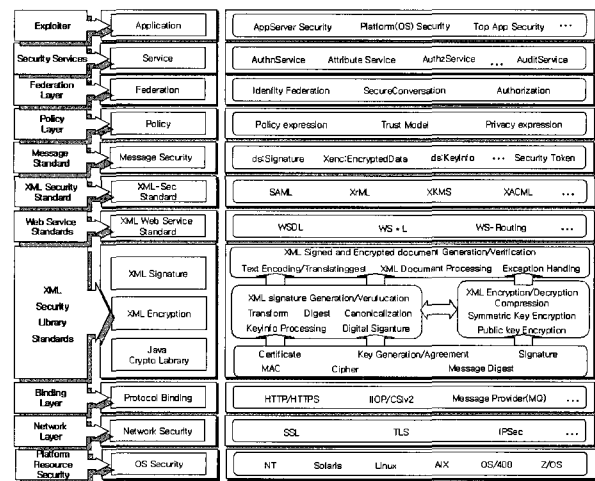 Exploiter Application AppServer Security Platform(OS) Security Top App Security ...
Security Services Service AuthnService Attribute Service AuthzService ... AuditService
Federation Layer Federation Identity Federation SecureConversation Authorization
Policy Layer Policy Policy expression Trust Model Privacy expression
Message Standard Message Security ds:Signature Xenc:EncryptedData ds:KeyInfo ... Security Token
XML Security Standard XML-Sec Standard SAML XrML XKMS XACML ...
Web Service Standards XML Web Service Standard WSDL WS*L WS-Routing ...
XML Security Library Standards
XML Signature
XML Encryption
Java Crypto Labrary
XML Signed and Encrypted document Generation/Verification
Text Encoding/Translatinggest XML Document Processing Exception Handing
XML signature Generation/Verufucation
Transform Digest Canonicalization
KeyInfo Processing Digital Siganture
XML Encryption/Decryption
Compression
Symmetric Key Encryption
Public key Encryption
Certificate Key Generation/Agreement Signature
MAC Cipher Message Digest
Binding Layer Protocol Binding HTTP/HTTPS IIOP/CSIv2 Message Provider(MQ) ...
Network Layer Network Security SSL TLS IPSec ...
Platform Resource Security OS Security NT Solaris Linux AIX OS/400 Z/OS